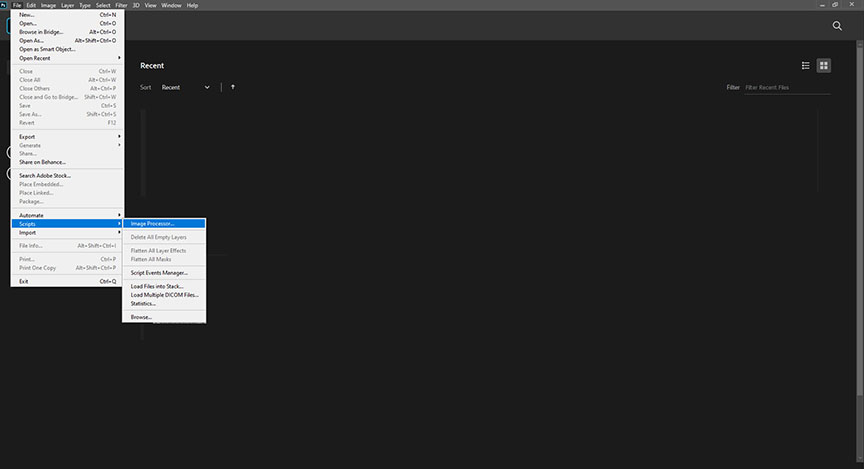 Ps File Edit Image Layer Type Select Filter 3D View Window Help
New... Ctrl+N
Open... Ctrl+O
Browse in Bridge... Alt+Ctrl+O
Open As... Alt+Shift+Ctrl+O
Open as Smart Object...
Open Recent
Close Ctrl+W
Close All Alt+Ctrl+W
Close Others Alt+Ctrl+P
Close and Go to Bridge... Shift+Ctrl+W
Save Ctrl+S
Save As... Shift+Ctrl+S
Revert F12
Export
Generate
Share...
Share on Behance...
Search Adobe Stock...
Place Embedded...
Place Linked...
Package...
Automate
Scripts
Import
File Info... Alt+Shift+Ctrl+I
Print... Ctrl+P
Print One Copy Alt+Shift+Ctrl+P
Exit Ctrl+Q
Image Processor...
Delete All Empty Layers
Flatten All Layer Effects
Flatten All Masks
Script Events Manager...
Load Files into Stack...
Load Multiple DICOM Files...
Statistics...
Browse...
Recent
Sort Recent
Filter Filter Recent Files